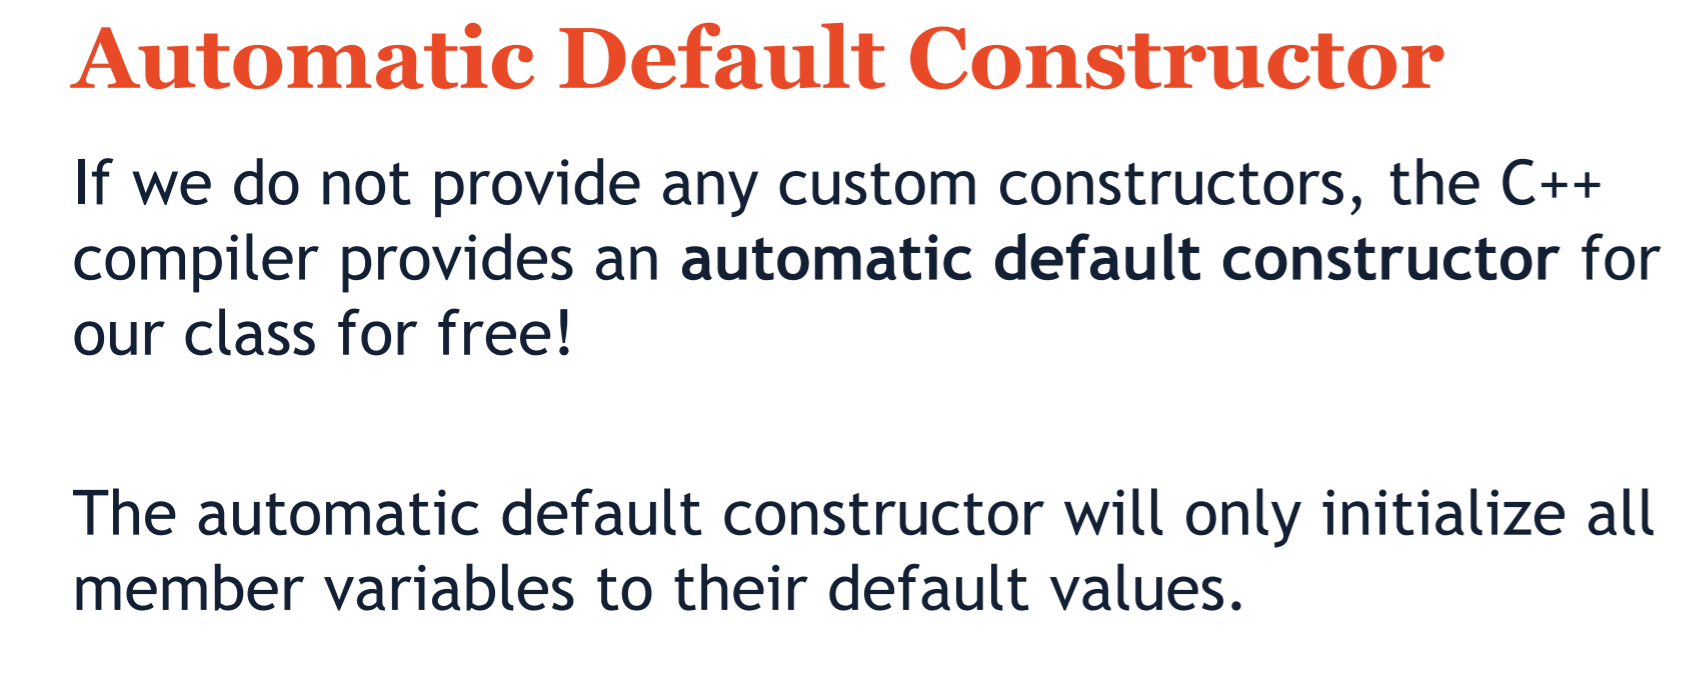 Automatic Default Constructor
If we do not provide any custom constructors, the C++
compiler provides an automatic default constructor for
our class for free!
The automatic default constructor will only initialize all
member variables to their default values.